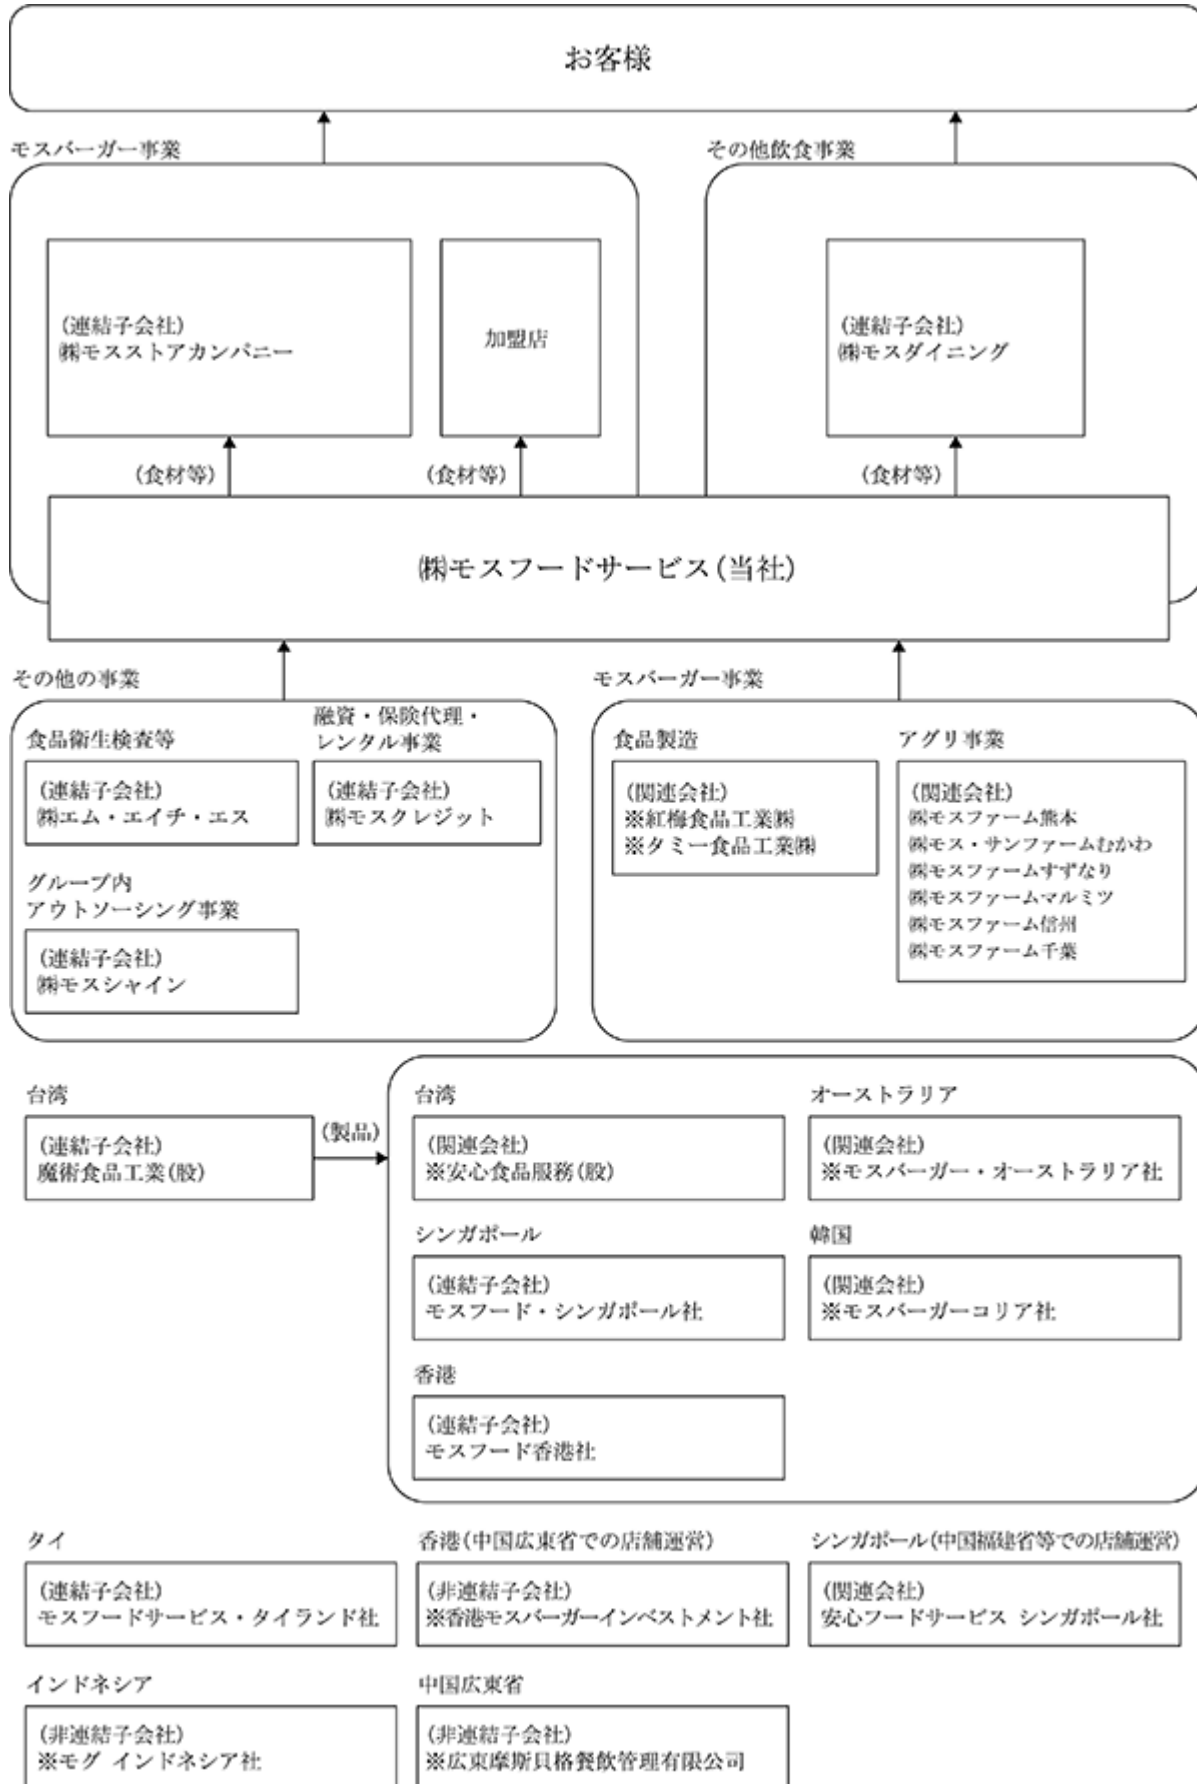 お客様
モスバーガー事業
その他飲食事業
(連結子会社)
㈱モスストアカンパニー
加盟店
(連結子会社)
㈱モスダイニング
(食材等)
(食材等)
(食材等)
㈱モスフードサービス(当社)
その他の事業
モスバーガー事業
食品衛生検査等
(連結子会社)
㈱エム・エイチ・エス
融資・保険代理・
レンタル事業
(連結子会社)
㈱モスクレジット
グループ内
アウトソーシング事業
(連結子会社)
㈱モスシャイン
食品製造
(関連会社)
※紅梅食品工業㈱
※タミー食品工業㈱
アグリ事業
(関連会社)
㈱モスファーム熊本
㈱モス・サンファームむかわ
㈱モスファームすずなり
㈱モスファームマルミツ
㈱モスファーム信州
㈱モスファーム千葉
台湾
(連結子会社)
魔術食品工業(股)
(製品)
台湾
(関連会社)
※安心食品服務(股)
オーストラリア
(関連会社)
※モスバーガー・オーストラリア社
シンガポール
(連結子会社)
モスフード・シンガポール社
韓国
(関連会社)
※モスバーガーコリア社
香港
(連結子会社)
モスフード香港社
タイ
(連結子会社)
モスフードサービス・タイランド社
香港(中国広東省での店舗運営)
(非連結子会社)
※香港モスバーガーインベストメント社
シンガポール(中国福建省等での店舗運営)
(関連会社)
安心フードサービス シンガポール社
インドネシア
(非連結子会社)
※モグ インドネシア社
中国広東省
(非連結子会社)
※広東摩斯貝格餐飲管理有限公司